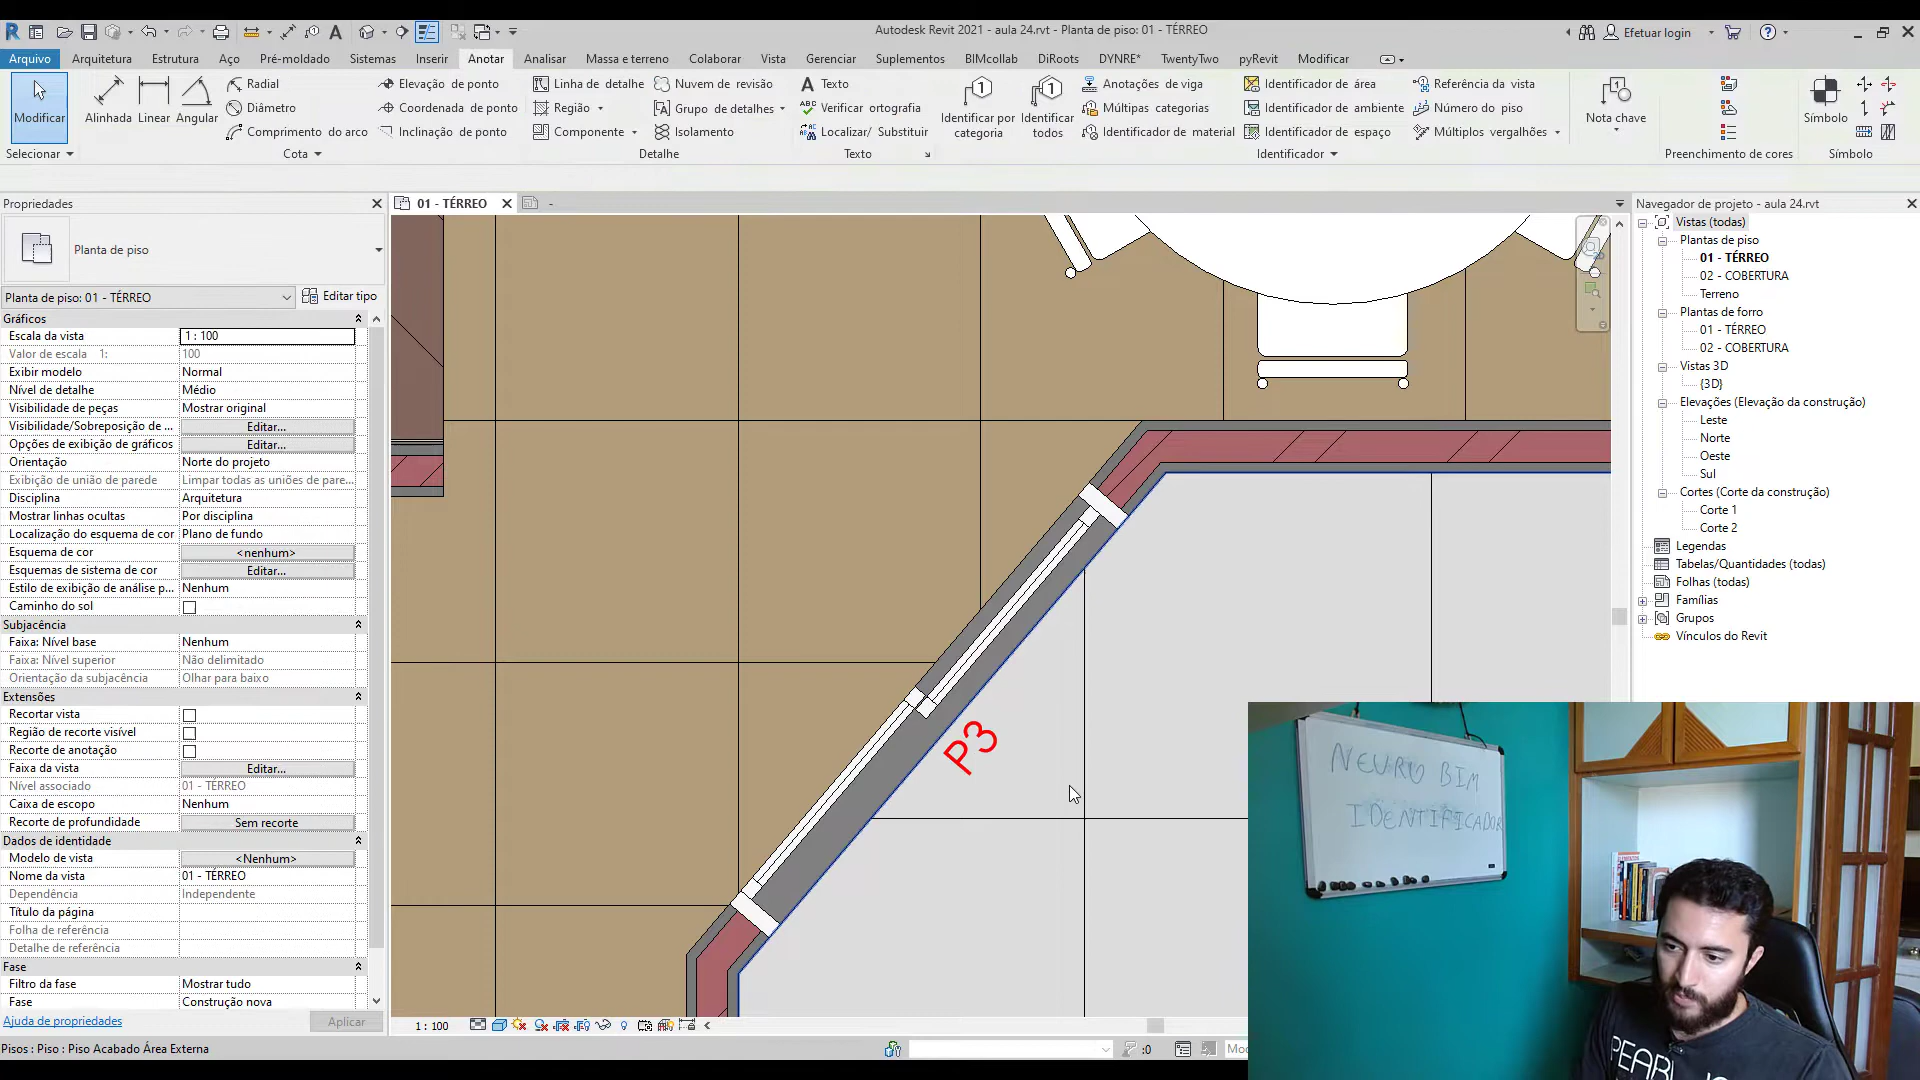 Autodesk Revit 2021 - aula 24.rvt - Planta de piso: 01 - TÉRREO
Efetuar login
Arquivo Arquitetura Estrutura Aço Pré-moldado Sistemas Inserir Anotar Analisar Massa e terreno Colaborar Vista Gerenciar Suplementos BIMcollab DiRoots DYNRE* TwentyTwo pyRevit Modificar
Modificar
Selecionar
Alinhada
Linear
Angular
Radial
Diâmetro
Comprimento do arco
Elevação de ponto
Coordenada de ponto
Inclinação de ponto
Cota
Linha de detalhe
Região
Componente
Nuvem de revisão
Grupo de detalhes
Isolamento
Detalhe
Texto
Verificar ortografia
Localizar/ Substituir
Texto
Identificar por categoria
Identificar todos
Anotações de viga
Múltiplas categorias
Identificador de material
Identificador de área
Identificador de ambiente
Identificador de espaço
Referência da vista
Número do piso
Múltiplos vergalhões
Identificador
Nota chave
Preenchimento de cores
Símbolo
Símbolo
Propriedades
Planta de piso
Planta de piso: 01 - TÉRREO
Editar tipo
Gráficos
Escala da vista 1 : 100
Valor de escala 1: 100
Exibir modelo Normal
Nível de detalhe Médio
Visibilidade de peças Mostrar original
Visibilidade/Sobreposição de ... Editar...
Opções de exibição de gráficos Editar...
Orientação Norte do projeto
Exibição de união de parede Limpar todas as uniões de pare...
Disciplina Arquitetura
Mostrar linhas ocultas Por disciplina
Localização do esquema de cor Plano de fundo
Esquema de cor <nenhum>
Esquemas de sistema de cor Editar...
Estilo de exibição de análise p... Nenhum
Caminho do sol
Subjacência
Faixa: Nível base Nenhum
Faixa: Nível superior Não delimitado
Orientação da subjacência Olhar para baixo
Extensões
Recortar vista
Região de recorte visível
Recorte de anotação
Faixa da vista Editar...
Nível associado 01 - TÉRREO
Caixa de escopo Nenhum
Recorte de profundidade Sem recorte
Dados de identidade
Modelo de vista <Nenhum>
Nome da vista 01 - TÉRREO
Dependência Independente
Título da página
Folha de referência
Detalhe de referência
Fase
Filtro da fase Mostrar tudo
Fase Construção nova
Ajuda de propriedades
Aplicar
Pisos : Piso : Piso Acabado Área Externa
01 - TÉRREO
-
P3
1 : 100
:0
Navegador de projeto - aula 24.rvt
Vistas (todas)
Plantas de piso
01 - TÉRREO
02 - COBERTURA
Terreno
Plantas de forro
01 - TÉRREO
02 - COBERTURA
Vistas 3D
{3D}
Elevações (Elevação da construção)
Leste
Norte
Oeste
Sul
Cortes (Corte da construção)
Corte 1
Corte 2
Legendas
Tabelas/Quantidades (todas)
Folhas (todas)
Famílias
Grupos
Vínculos do Revit
NEURO BIM
IDENTIFICADOR
PEARL